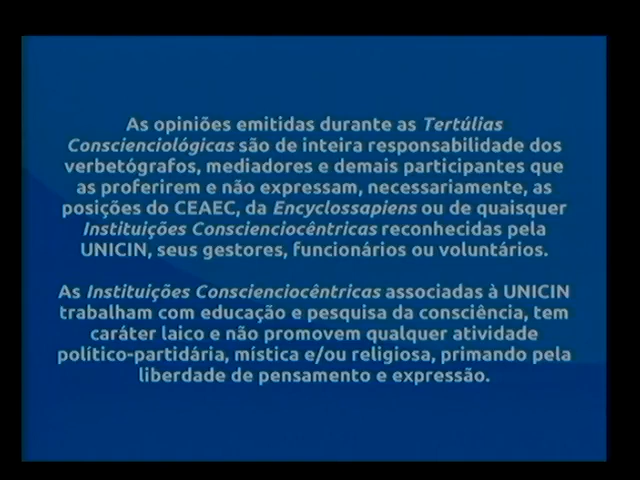 As opiniões emitidas durante as Tertúlias
Conscienciológicas são de inteira responsabilidade dos
verbetógrafos, mediadores e demais participantes que
as proferirem e não expressam, necessariamente, as
posições do CEAEC, da Encyclossapiens ou de quaisquer
Instituições Conscienciocêntricas reconhecidas pela
UNICIN, seus gestores, funcionários ou voluntários.
As Instituições Conscienciocêntricas associadas à UNICIN
trabalham com educação e pesquisa da consciência, tem
caráter laico e não promovem qualquer atividade
político-partidária, mística e/ou religiosa, primando pela
liberdade de pensamento e expressão.